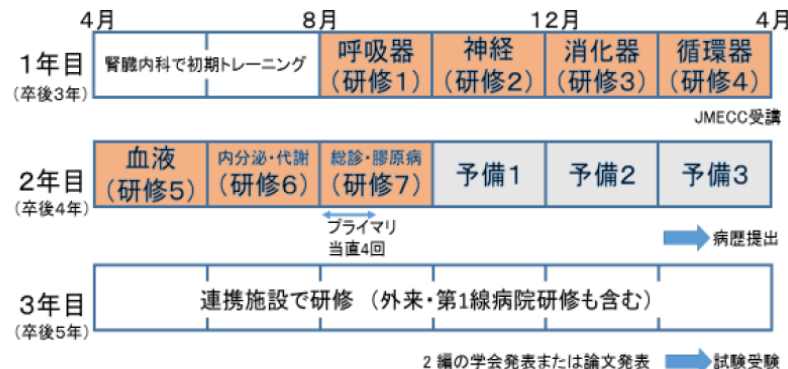 4月 8月 12月 4月
1年目
(卒後3年)
腎臓内科で初期トレーニング
呼吸器
(研修1)
神経
(研修2)
消化器
(研修3)
循環器
(研修4)
JMECC受講
2年目
(卒後4年)
血液
(研修5)
内分泌・代謝
(研修6)
総診・膠原病
(研修7)
予備1
予備2
予備3
プライマリ
当直4回
病歴提出
3年目
(卒後5年)
連携施設で研修 (外来・第1線病院研修も含む)
2編の学会発表または論文発表
試験受験